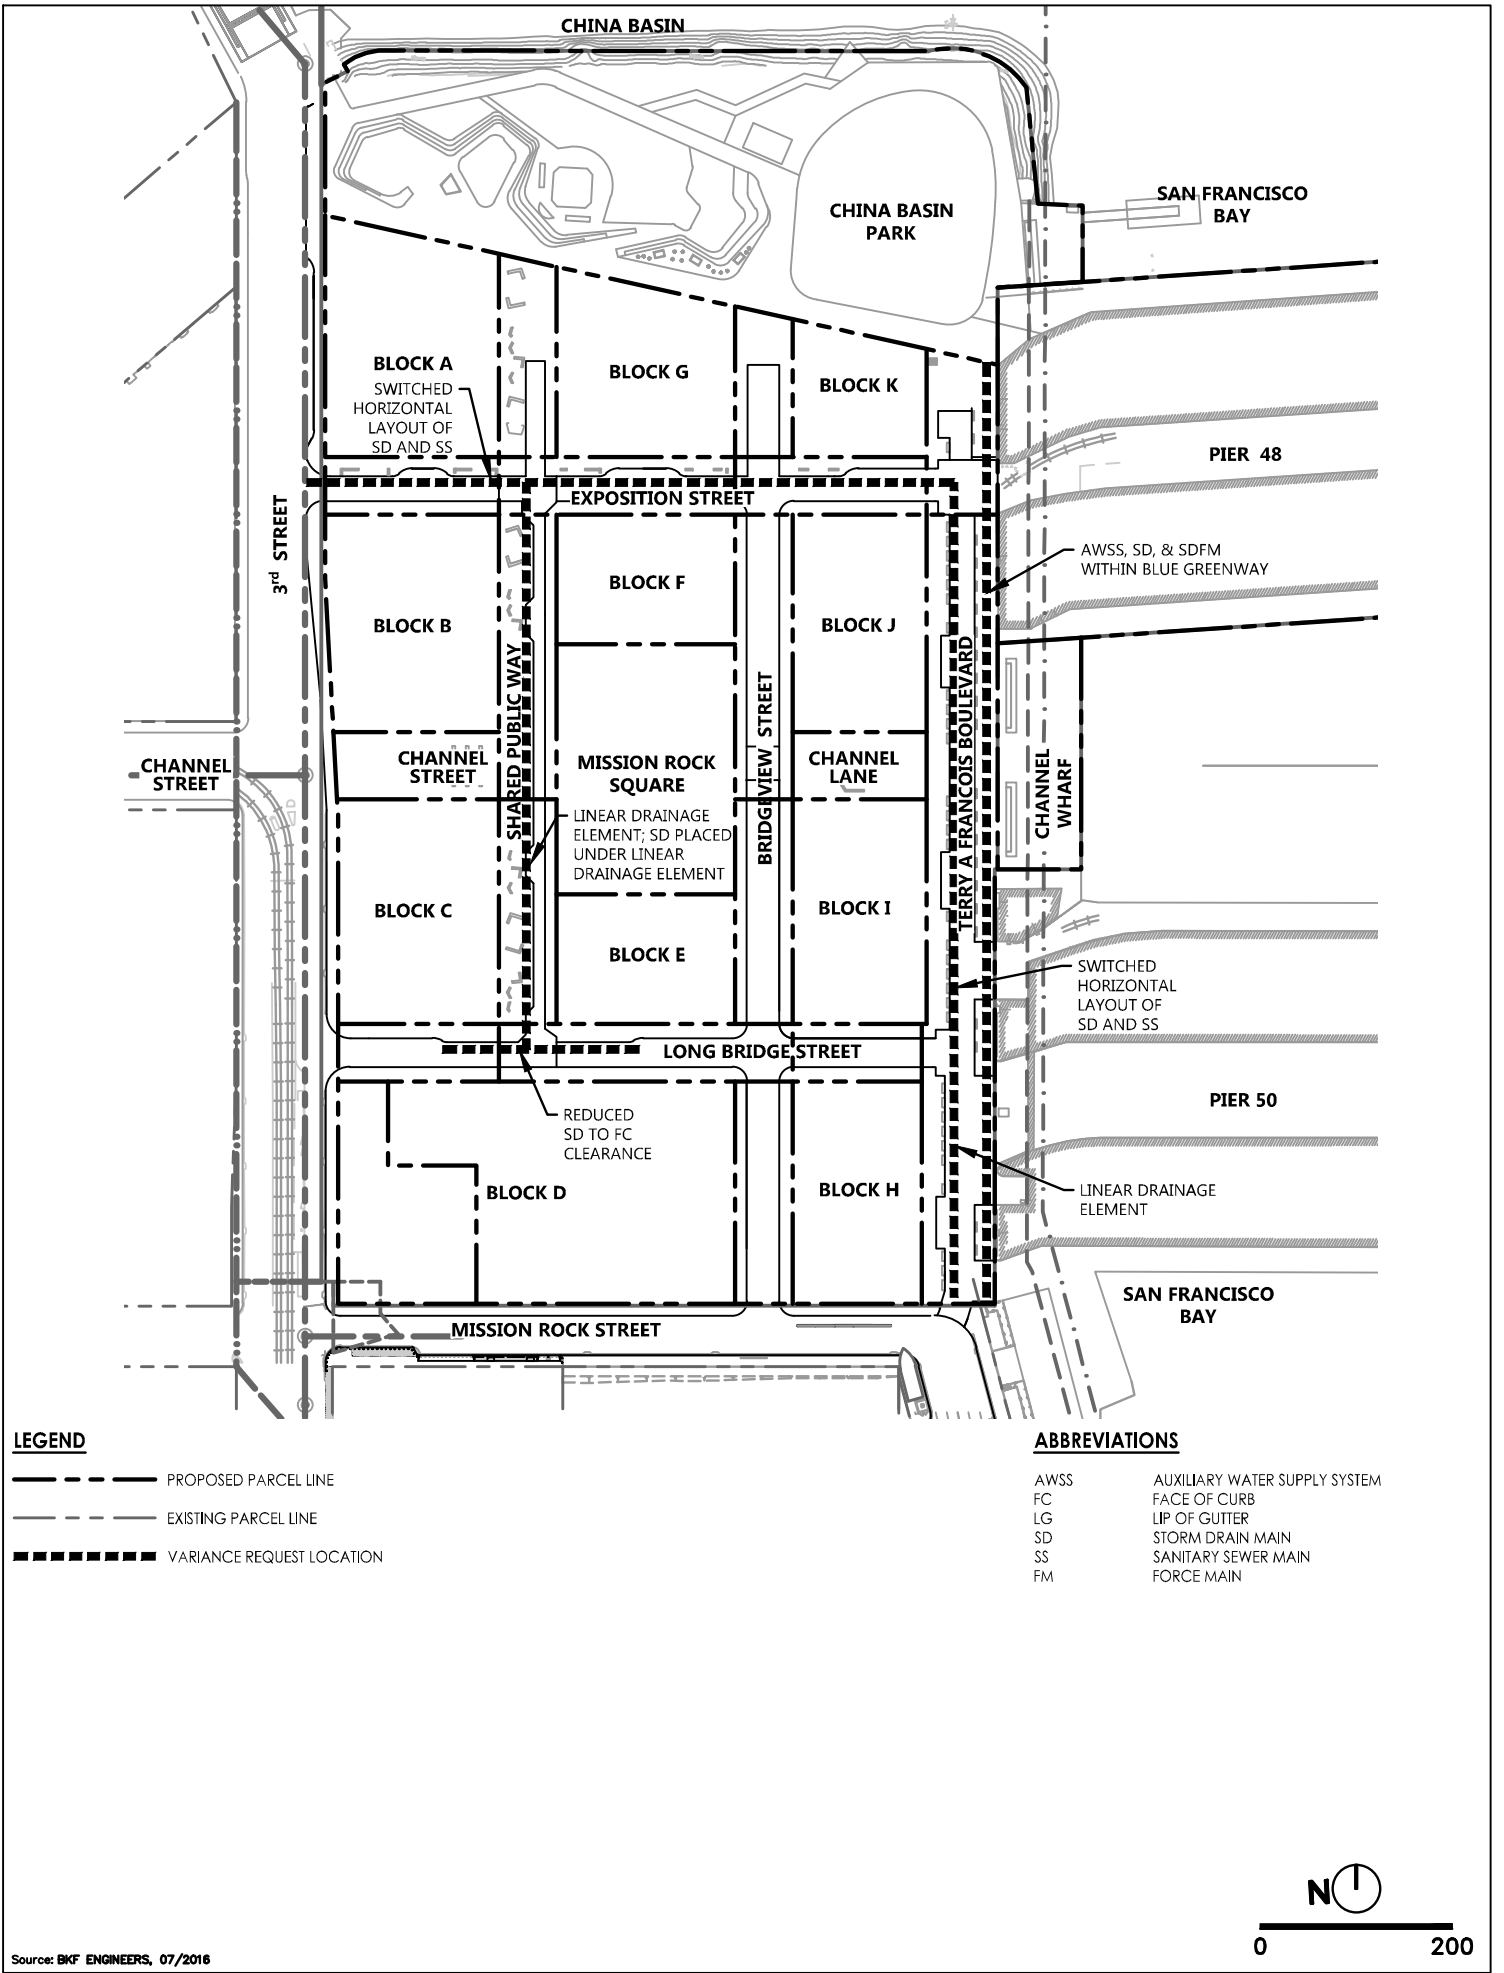 CHINA BASIN
SAN FRANCISCO
BAY
CHINA BASIN
PARK
BLOCK A
SWITCHED
HORIZONTAL
LAYOUT OF
SD AND SS
BLOCK G
BLOCK K
PIER 48
EXPOSITION STREET
3rd STREET
AWSS, SD, & SDFM
WITHIN BLUE GREENWAY
BLOCK F
BLOCK B
BLOCK J
SHARED PUBLIC WAY
BRIDGEVIEW STREET
TERRY A FRANCOIS BOULEVARD
CHANNEL
STREET
CHANNEL
STREET
MISSION ROCK
SQUARE
CHANNEL
LANE
CHANNEL
WHARF
LINEAR DRAINAGE
ELEMENT; SD PLACED
UNDER LINEAR
DRAINAGE ELEMENT
BLOCK C
BLOCK I
BLOCK E
SWITCHED
HORIZONTAL
LAYOUT OF
SD AND SS
LONG BRIDGE STREET
PIER 50
REDUCED
SD TO FC
CLEARANCE
BLOCK D
BLOCK H
LINEAR DRAINAGE
ELEMENT
SAN FRANCISCO
BAY
MISSION ROCK STREET
LEGEND
PROPOSED PARCEL LINE
EXISTING PARCEL LINE
VARIANCE REQUEST LOCATION
ABBREVIATIONS
AWSS AUXILIARY WATER SUPPLY SYSTEM
FC FACE OF CURB
LG LIP OF GUTTER
SD STORM DRAIN MAIN
SS SANITARY SEWER MAIN
FM FORCE MAIN
N
0 200
Source: BKF ENGINEERS, 07/2016